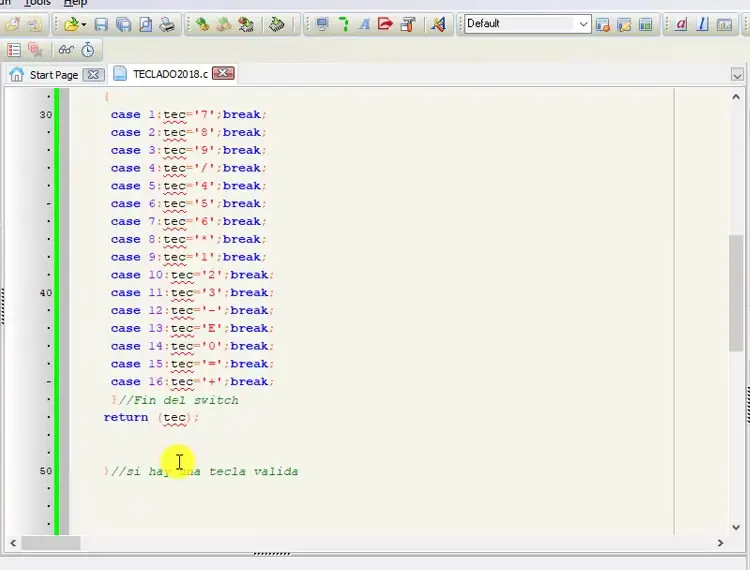 Tools Help
Default
Start Page TECLADO2018.c
{
30 case 1:tec='7';break;
case 2:tec='8';break;
case 3:tec='9';break;
case 4:tec='/';break;
case 5:tec='4';break;
case 6:tec='5';break;
case 7:tec='6';break;
case 8:tec='*';break;
case 9:tec='1';break;
case 10:tec='2';break;
40 case 11:tec='3';break;
case 12:tec='-';break;
case 13:tec='E';break;
case 14:tec='0';break;
case 15:tec='=';break;
case 16:tec='+';break;
}//Fin del switch
return (tec);
50 }//si hay una tecla valida